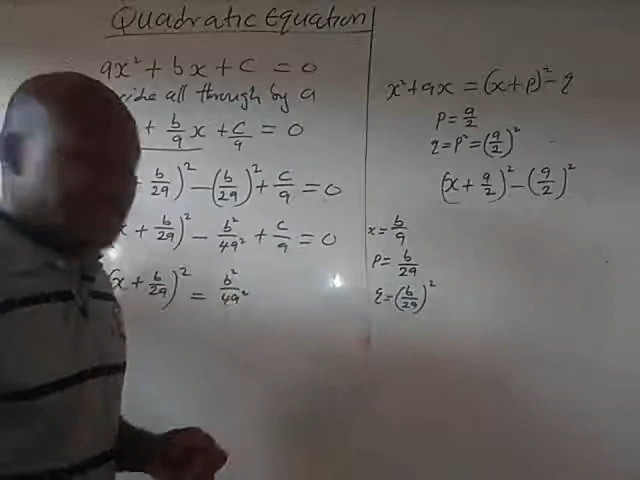 Quadratic Equation
ax² + bx + c = 0
ide all through by a
+ b/a x + c/a = 0
b/2a)² − (b/2a)² + c/a = 0
x + b/2a)² − b²/4a² + c/a = 0
(x + b/2a)² = b²/4a²
x² + ax = (x + p)² − q
p = a/2
q = p² = (a/2)²
(x + a/2)² − (a/2)²
x = b/a
p = b/2a
q = (b/2a)²